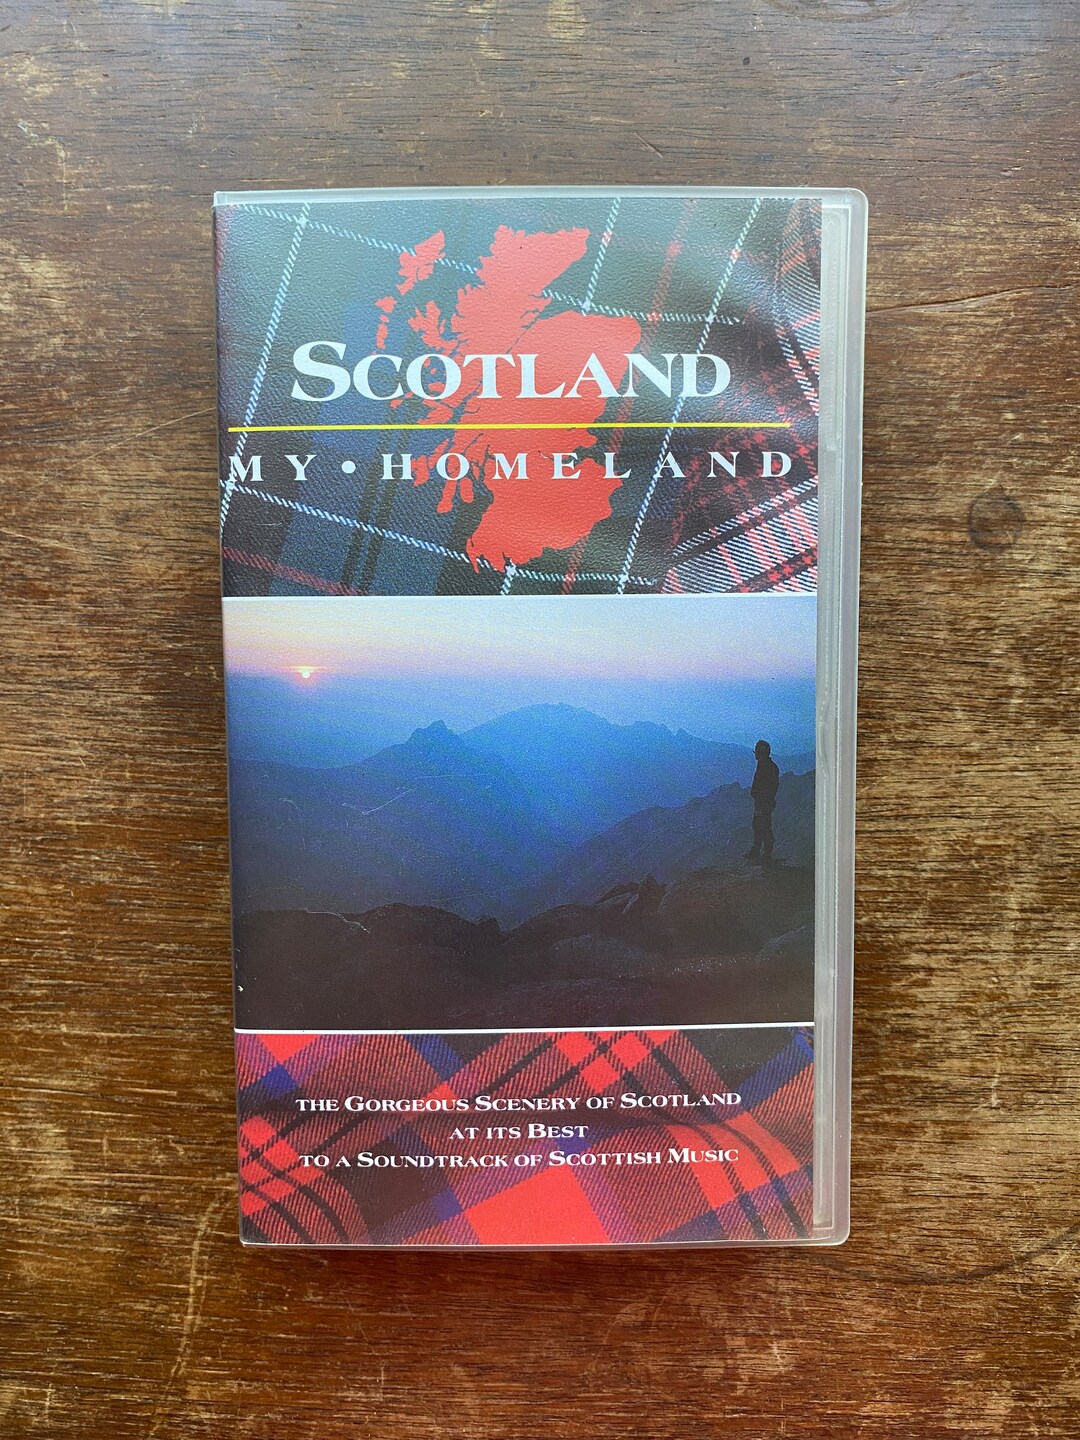 SCOTLAND
MY • HOMELAND
THE GORGEOUS SCENERY OF SCOTLAND
AT ITS BEST
TO A SOUNDTRACK OF SCOTTISH MUSIC